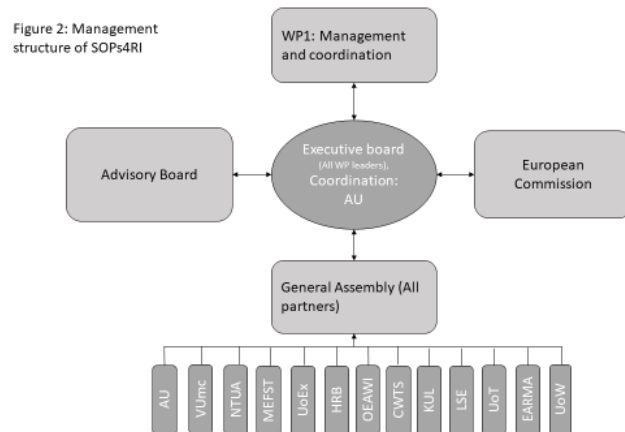 Figure 2: Management
structure of SOPs4RI
WP1: Management
and coordination
Executive board
(All WP leaders),
Coordination:
AU
Advisory Board
European
Commission
General Assembly (All
partners)
AU
VUmc
NTUA
MEFST
UoEx
HRB
OEAWI
CWTS
KUL
LSE
UoT
EARMA
UoW